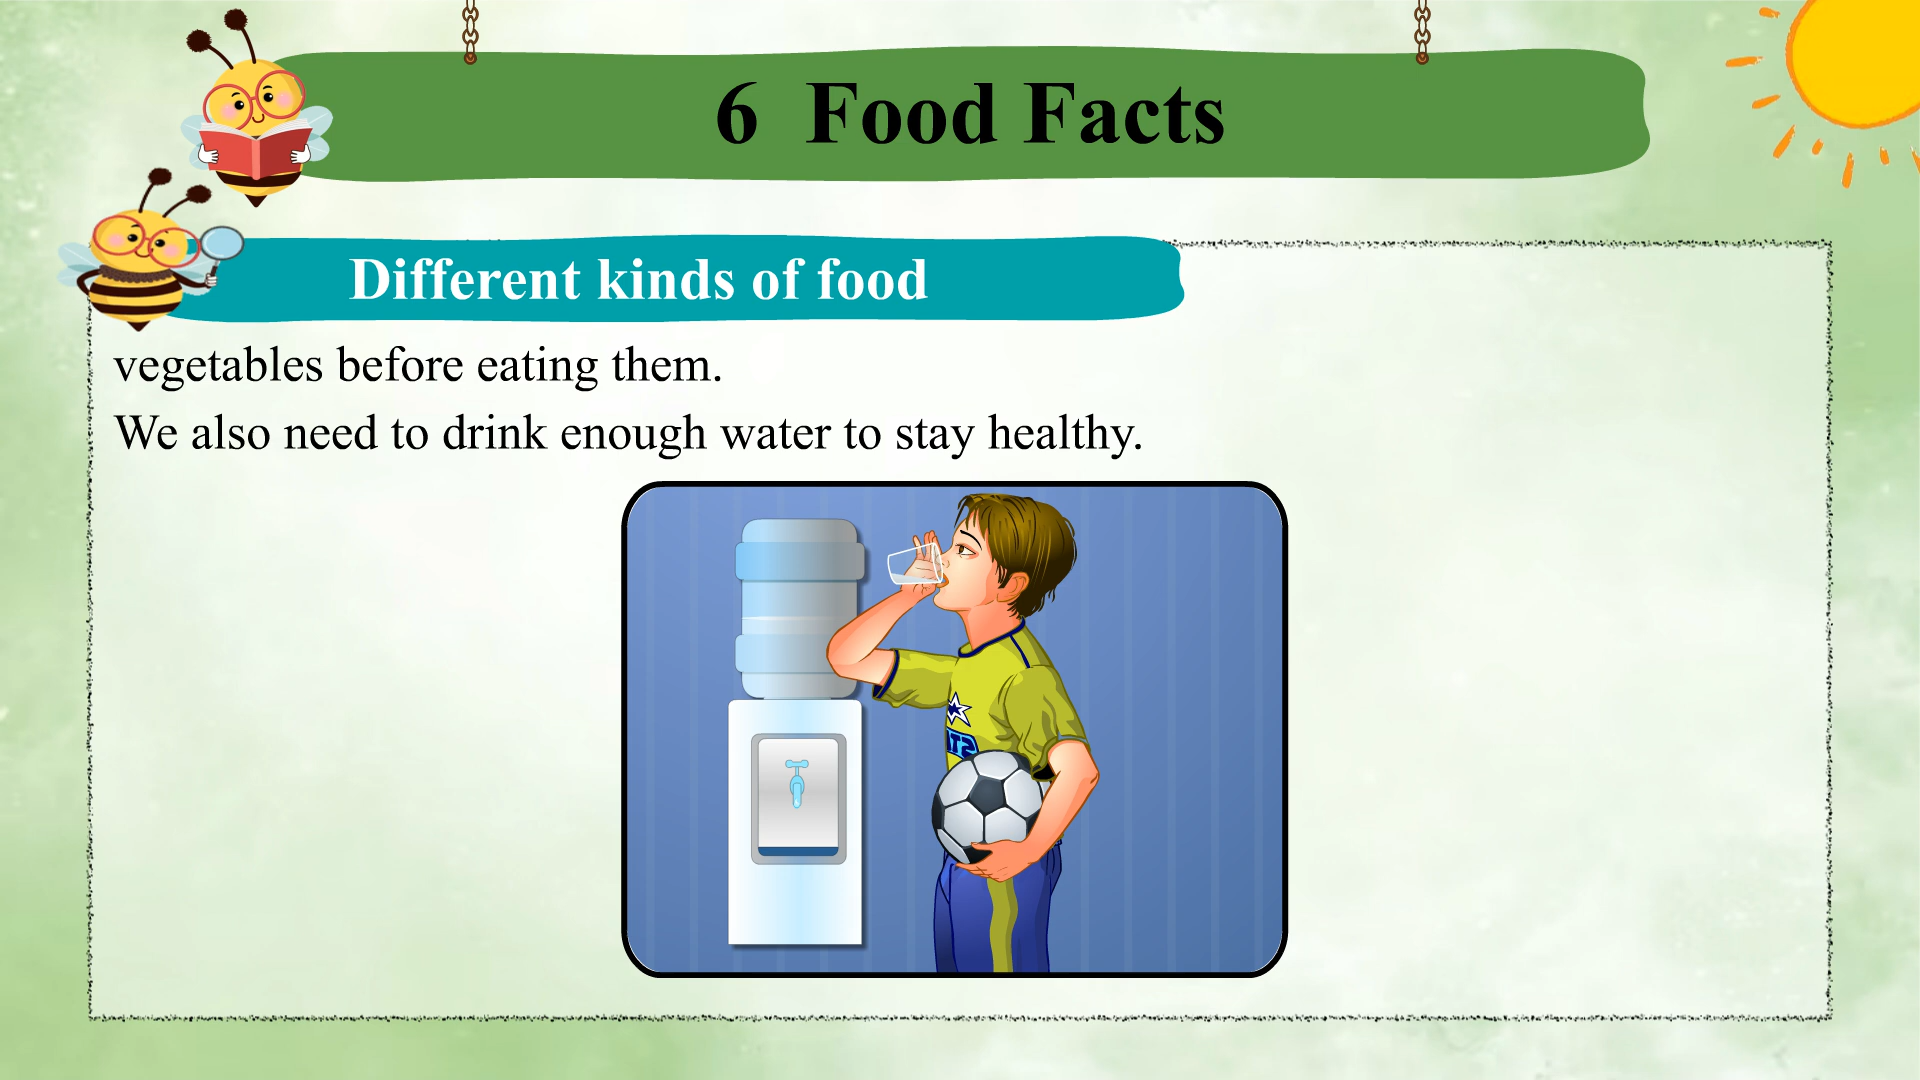 6 Food Facts
Different kinds of food
vegetables before eating them.
We also need to drink enough water to stay healthy.